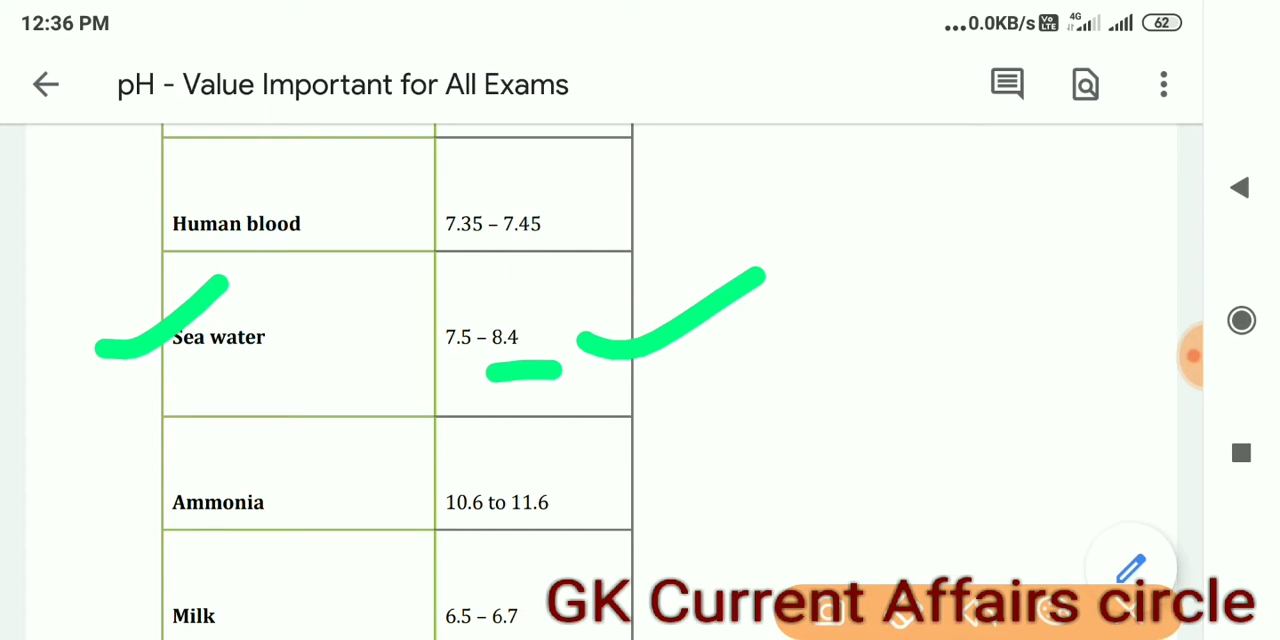 12:36 PM
...0.0KB/s Vo LTE 4G 62
pH - Value Important for All Exams
Human blood 7.35 – 7.45
Sea water 7.5 – 8.4
Ammonia 10.6 to 11.6
Milk 6.5 – 6.7
GK Current Affairs circle